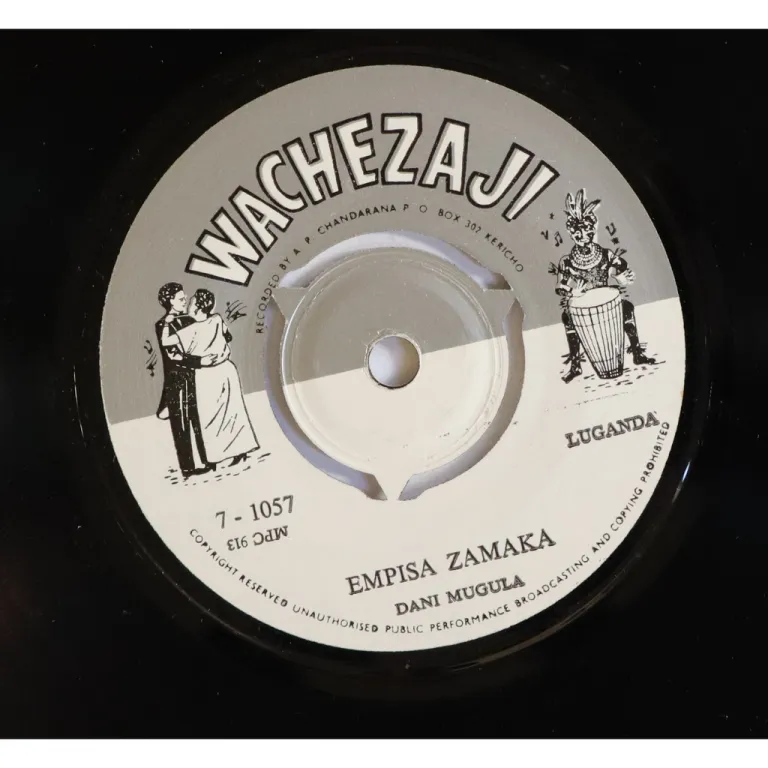 WACHEZAJI
RECORDED BY A. P. CHANDARANA P. O. BOX 302 KERICHO
LUGANDA
7 - 1057
MPC 913
EMPISA ZAMAKA
DANI MUGULA
COPYRIGHT RESERVED UNAUTHORISED PUBLIC PERFORMANCE BROADCASTING AND COPYING PROHIBITED